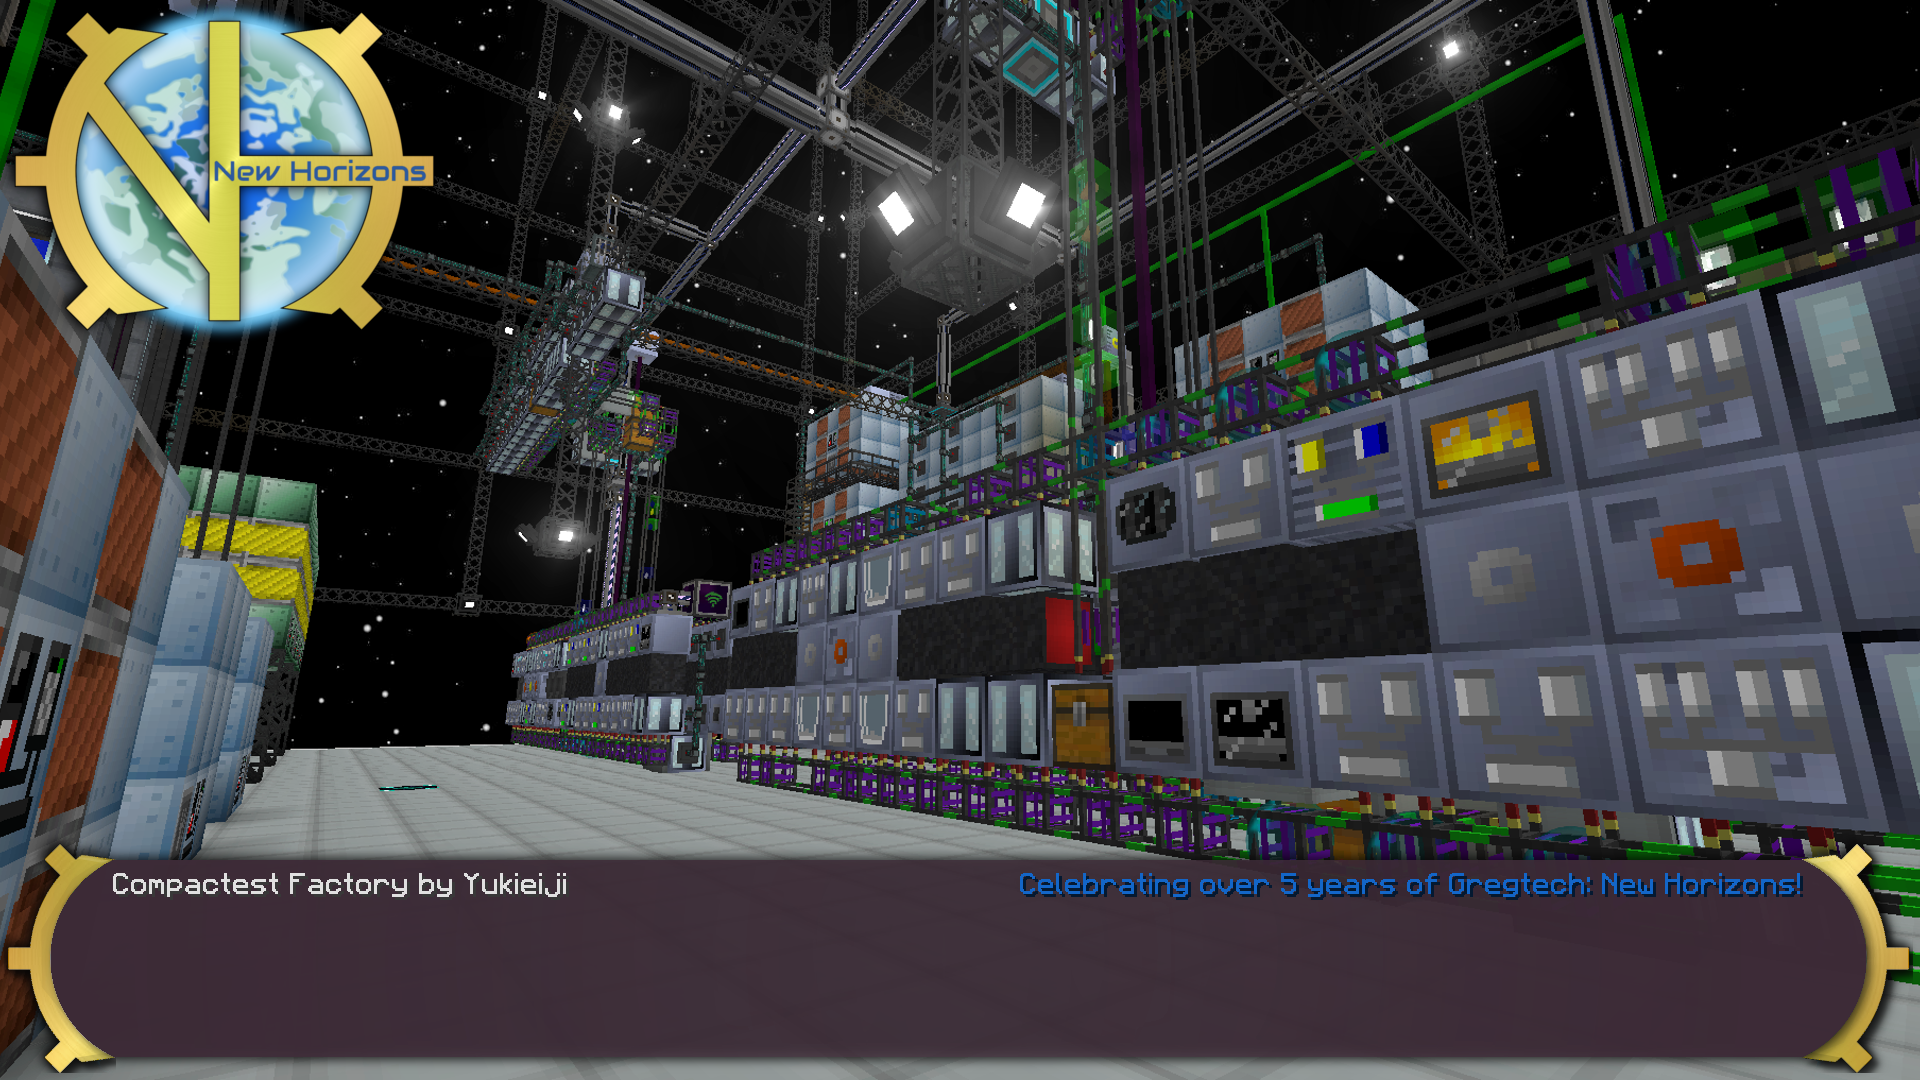 New Horizons
Compactest Factory by Yukieiji
Celebrating over 5 years of Gregtech: New Horizons!